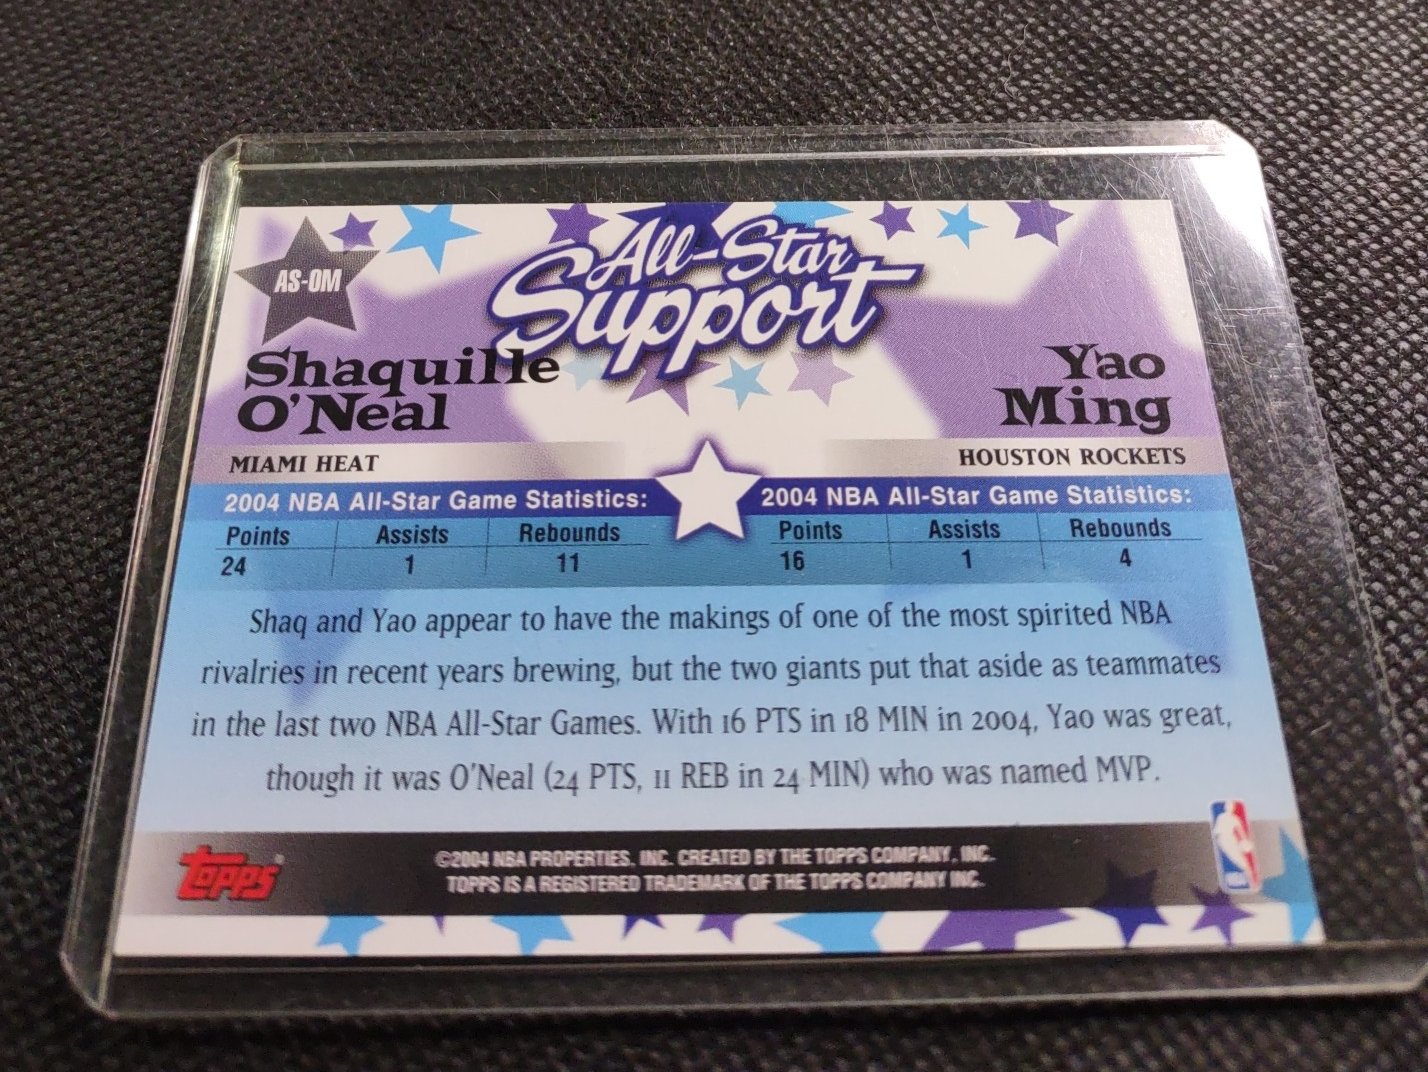 AS-OM
All-Star
Support
Shaquille
O'Neal
Yao
Ming
MIAMI HEAT
HOUSTON ROCKETS
2004 NBA All-Star Game Statistics:
Points Assists Rebounds
24 1 11
2004 NBA All-Star Game Statistics:
Points Assists Rebounds
16 1 4
Shaq and Yao appear to have the makings of one of the most spirited NBA
rivalries in recent years brewing, but the two giants put that aside as teammates
in the last two NBA All-Star Games. With 16 PTS in 18 MIN in 2004, Yao was great,
though it was O'Neal (24 PTS, 11 REB in 24 MIN) who was named MVP.
Topps®
©2004 NBA PROPERTIES, INC. CREATED BY THE TOPPS COMPANY, INC.
TOPPS IS A REGISTERED TRADEMARK OF THE TOPPS COMPANY INC.
NBA